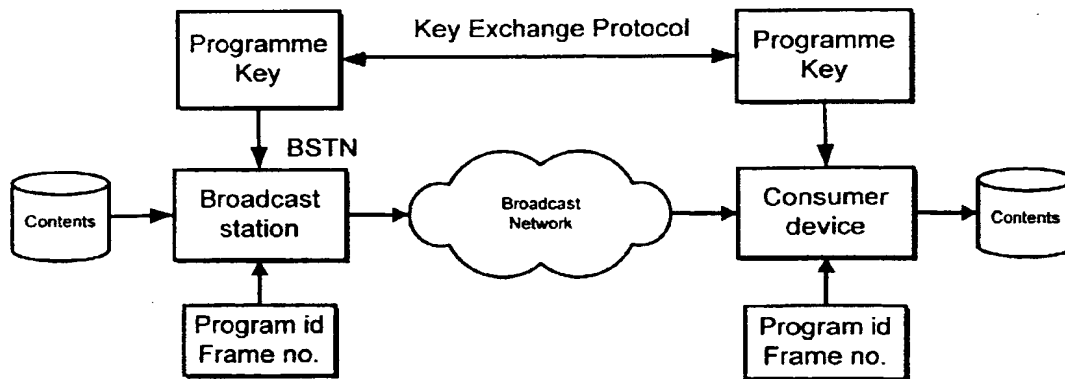 Programme
Key
Key Exchange Protocol
Programme
Key
BSTN
Contents
Broadcast
station
Broadcast
Network
Consumer
device
Contents
Program id
Frame no.
Program id
Frame no.